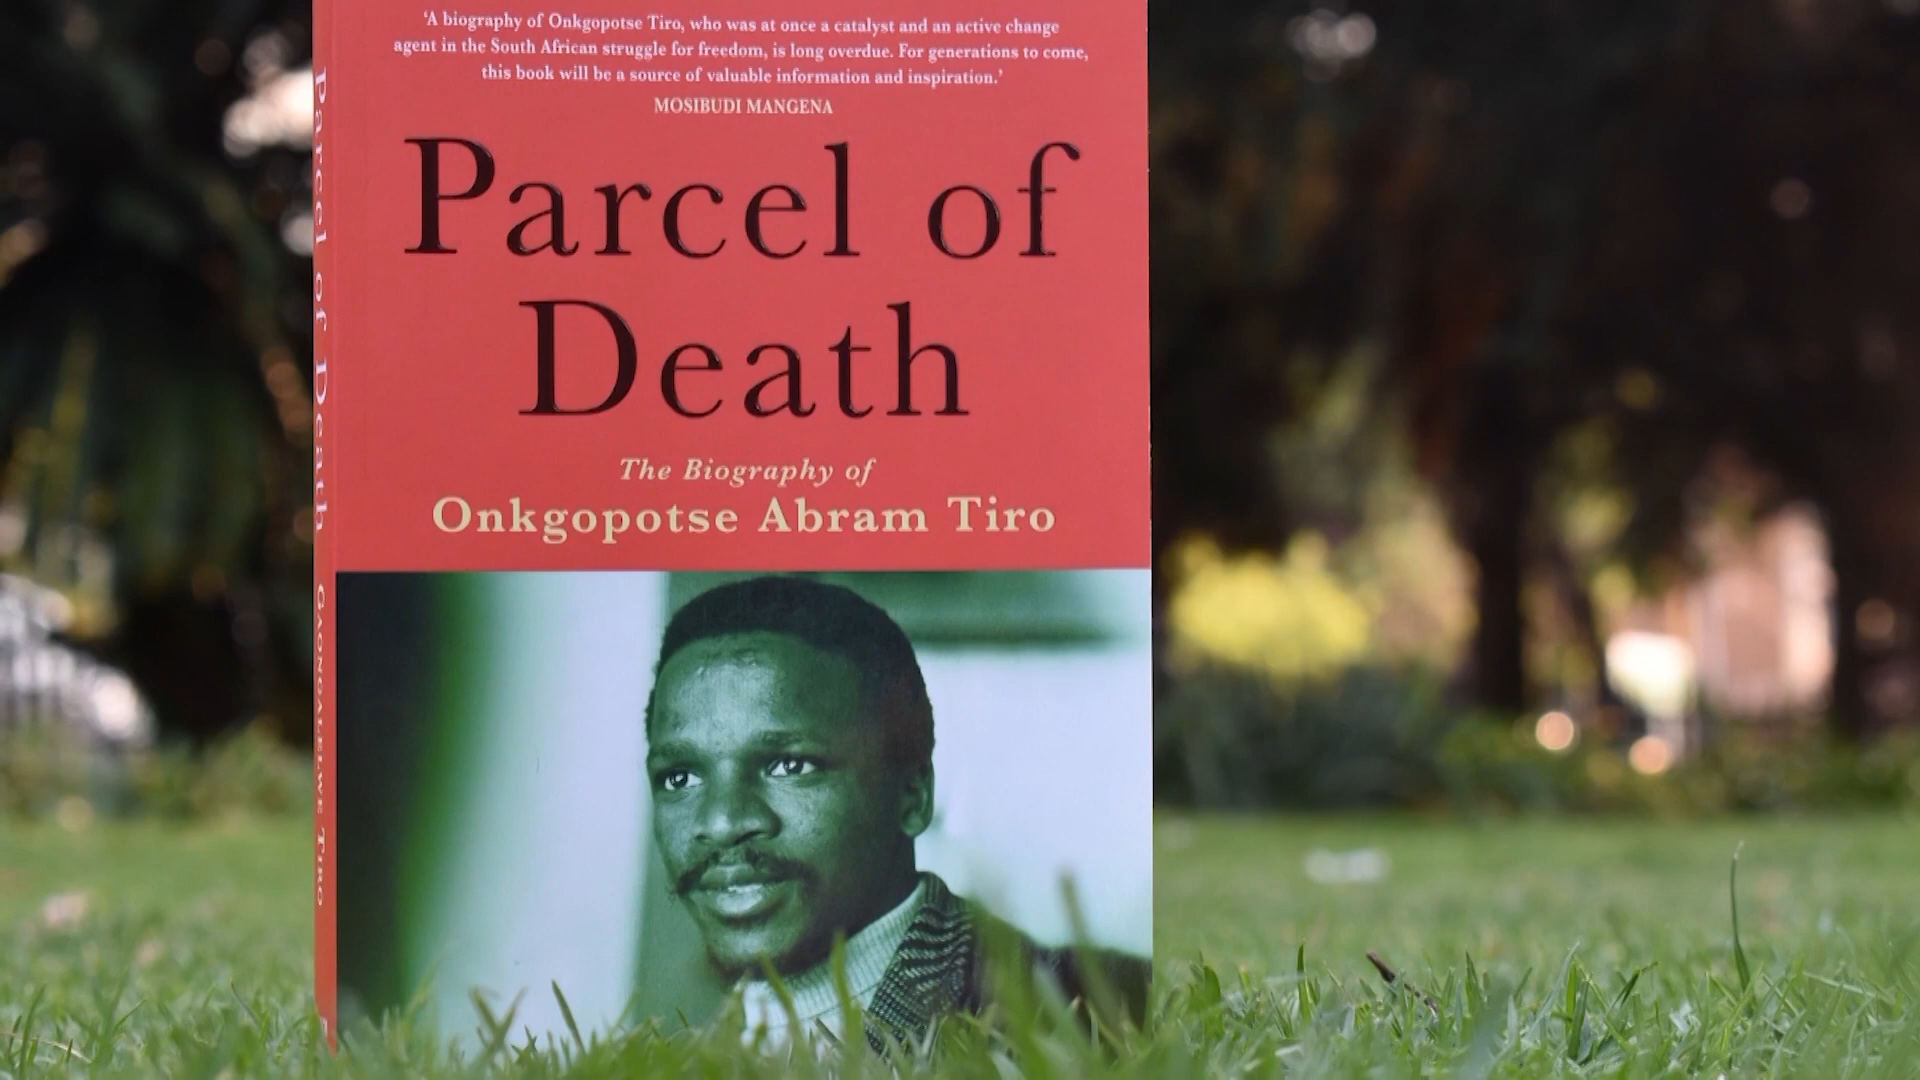 'A biography of Onkgopotse Tiro, who was at once a catalyst and an active change
agent in the South African struggle for freedom, is long overdue. For generations to come,
this book will be a source of valuable information and inspiration.'
MOSIBUDI MANGENA
Parcel of
Death
The Biography of
Onkgopotse Abram Tiro
Parcel of Death GAONGALELWE TIRO